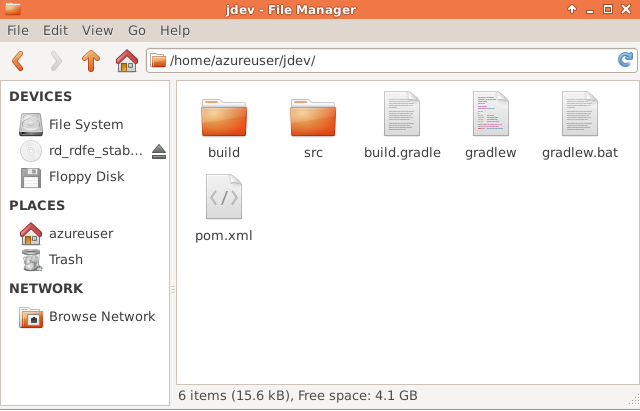 jdev - File Manager
File Edit View Go Help
/home/azureuser/jdev/
DEVICES
File System
rd_rdfe_stab...
Floppy Disk
PLACES
azureuser
Trash
NETWORK
Browse Network
build src build.gradle gradlew gradlew.bat
pom.xml
6 items (15.6 kB), Free space: 4.1 GB